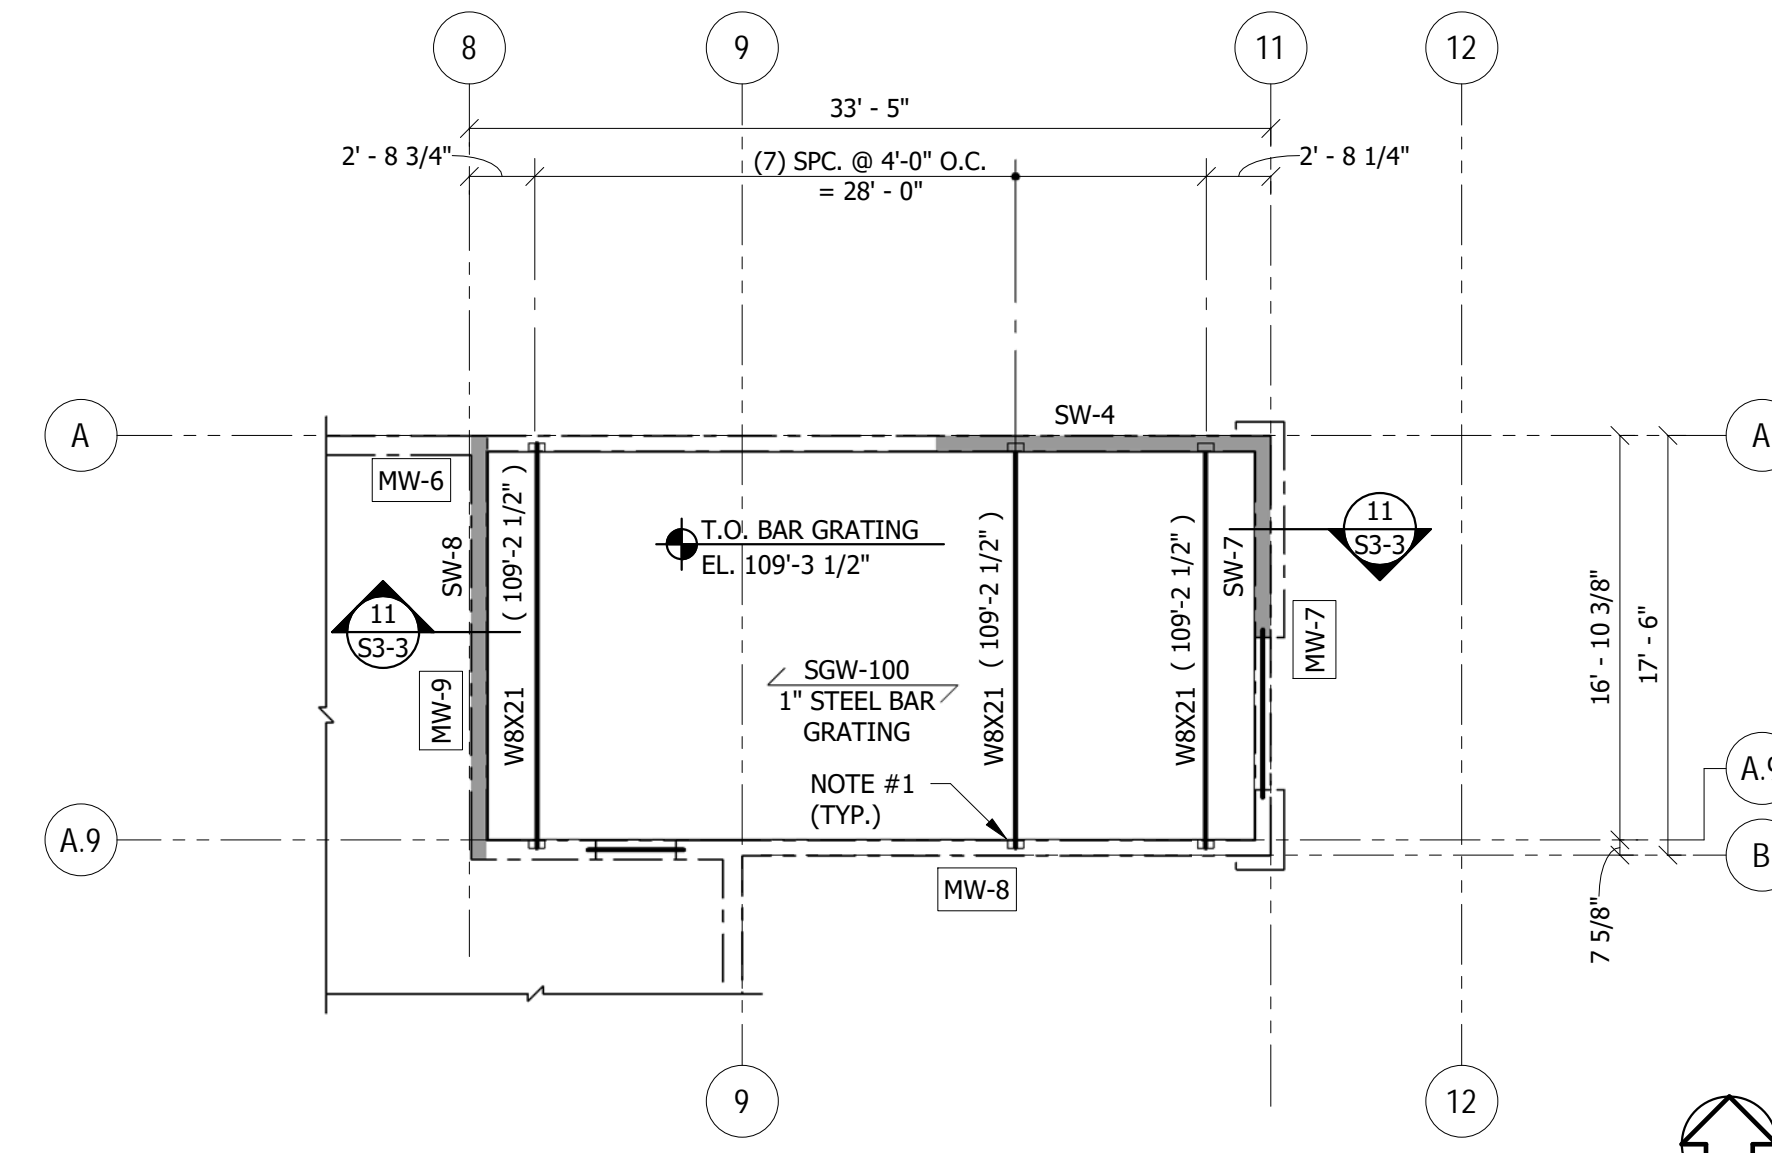 8
9
11
12
33' - 5"
2' - 8 3/4"
(7) SPC. @ 4'-0" O.C.
= 28' - 0"
2' - 8 1/4"
A
SW-4
A
MW-6
SW-8
( 109'-2 1/2" )
T.O. BAR GRATING
EL. 109'-3 1/2"
( 109'-2 1/2" )
( 109'-2 1/2" )
SW-7
11
S3-3
11
S3-3
MW-9
W8X21
SGW-100
1" STEEL BAR
GRATING
W8X21
W8X21
MW-7
16' - 10 3/8"
17' - 6"
NOTE #1
(TYP.)
A.9
A.9
B
MW-8
7 5/8"
9
12